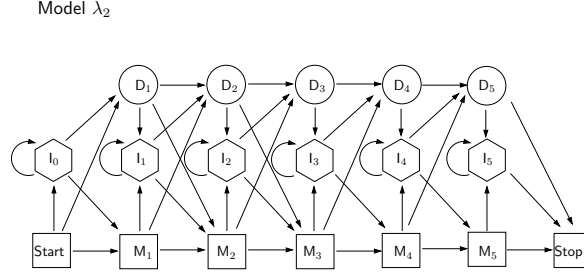 Model λ₂
D₁ D₂ D₃ D₄ D₅
I₀ I₁ I₂ I₃ I₄ I₅
Start M₁ M₂ M₃ M₄ M₅ Stop